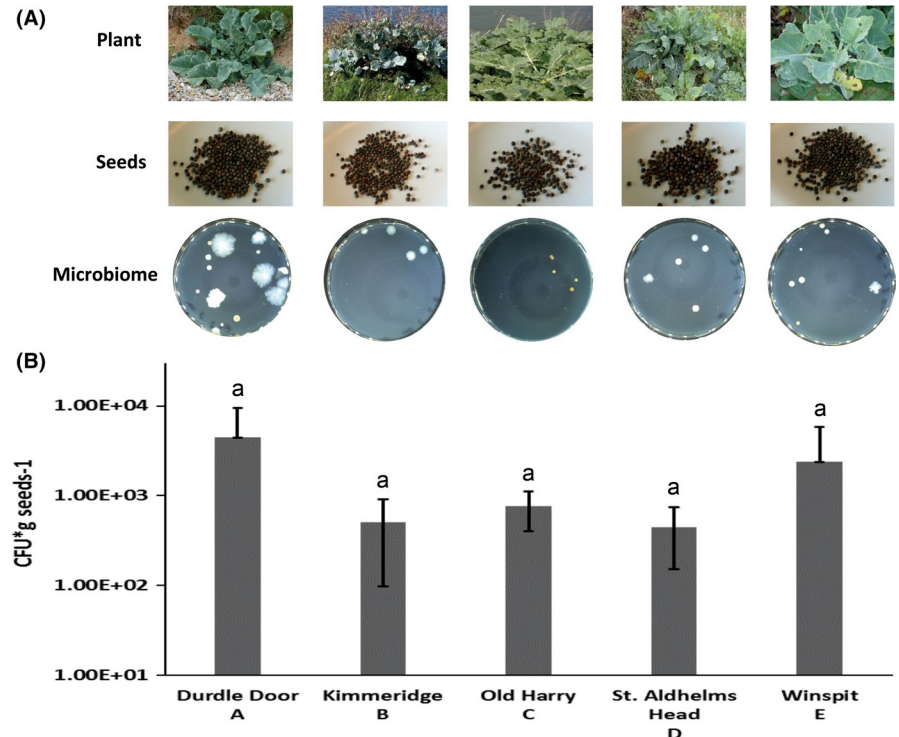 (A)
Plant
Seeds
Microbiome
(B)
CFU*g seeds-1
1.00E+04
1.00E+03
1.00E+02
1.00E+01
a
a
a
a
a
Durdle Door
A
Kimmeridge
B
Old Harry
C
St. Aldhelms
Head
D
Winspit
E